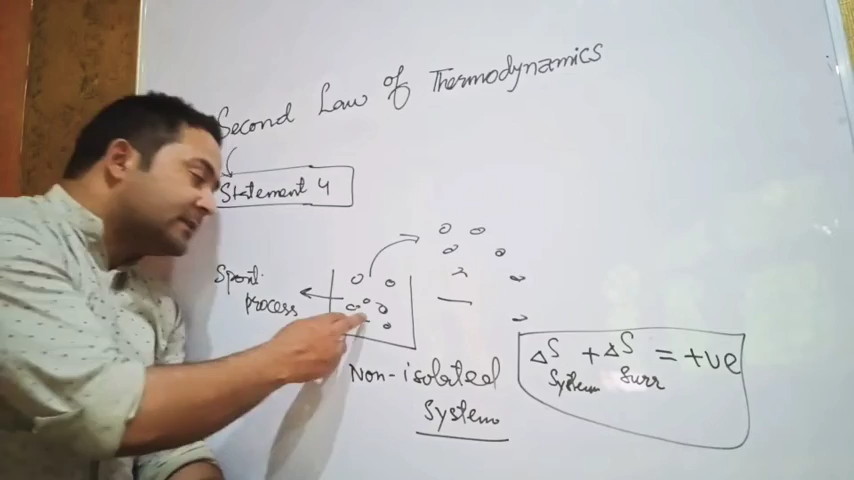 Second Law of Thermodynamics
Statement 4
Spont.
process
Non-isolated
System
ΔS + ΔS = +ve
System Surr